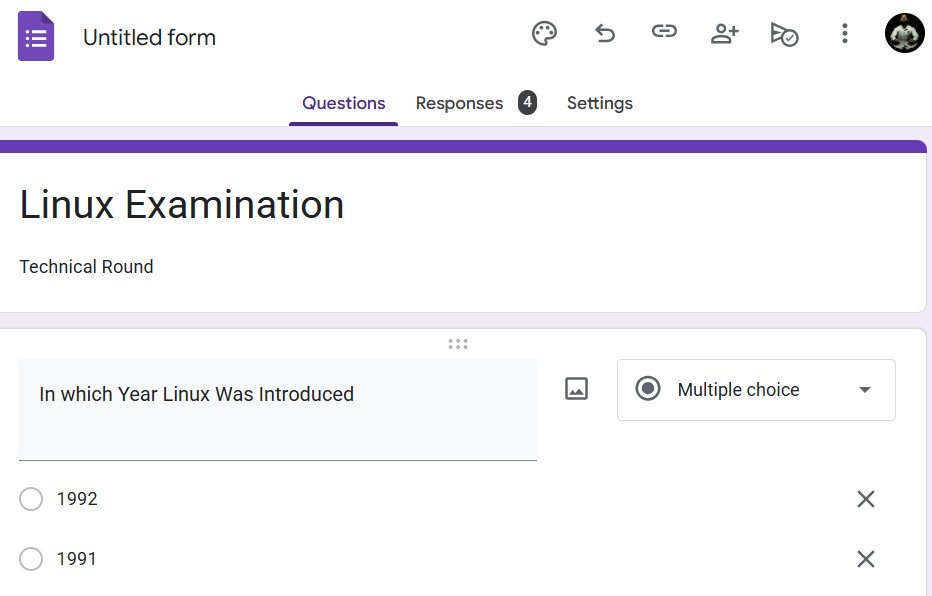 Untitled form
Questions
Responses 4
Settings
Linux Examination
Technical Round
In which Year Linux Was Introduced
Multiple choice
1992
1991